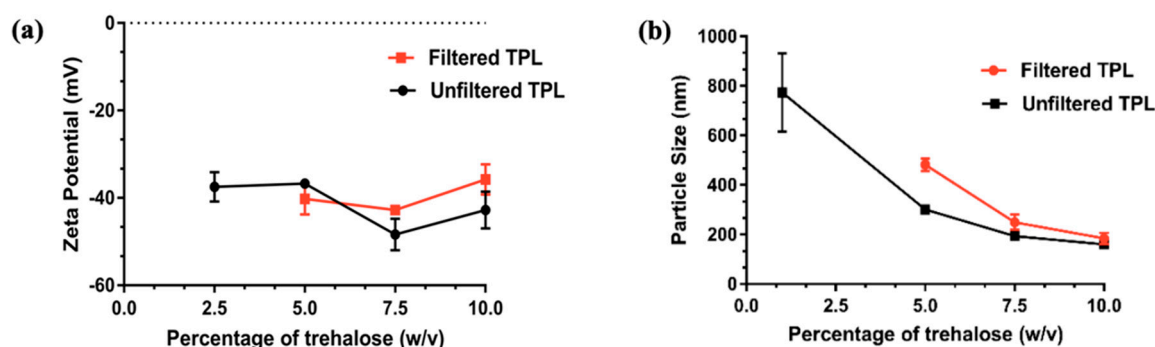 (a)
0
-20
-40
-60
Zeta Potential (mV)
Filtered TPL
Unfiltered TPL
0.0 2.5 5.0 7.5 10.0
Percentage of trehalose (w/v)
(b)
1000
800
600
400
200
0
Particle Size (nm)
Filtered TPL
Unfiltered TPL
0.0 2.5 5.0 7.5 10.0
Percentage of trehalose (w/v)